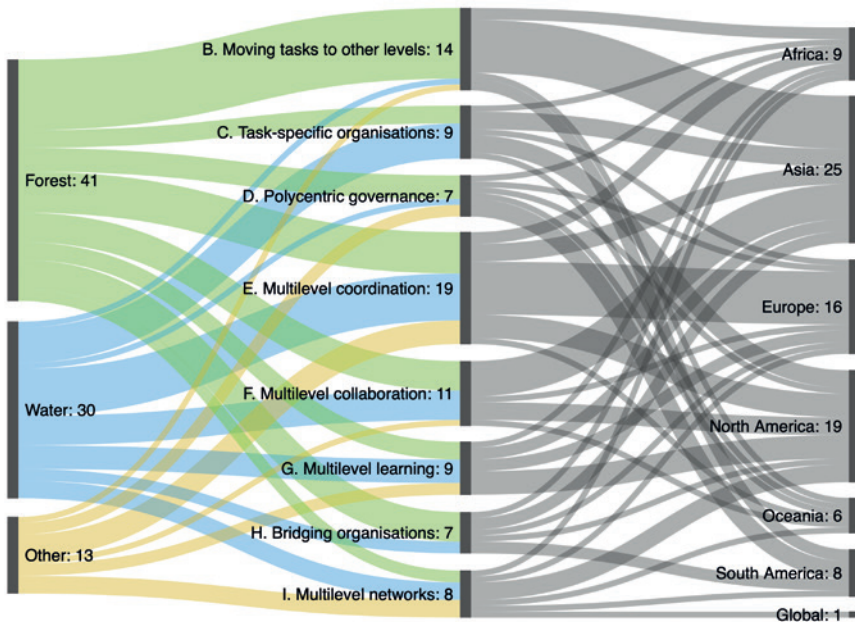 Forest: 41
Water: 30
Other: 13
B. Moving tasks to other levels: 14
C. Task-specific organisations: 9
D. Polycentric governance: 7
E. Multilevel coordination: 19
F. Multilevel collaboration: 11
G. Multilevel learning: 9
H. Bridging organisations: 7
I. Multilevel networks: 8
Africa: 9
Asia: 25
Europe: 16
North America: 19
Oceania: 6
South America: 8
Global: 1